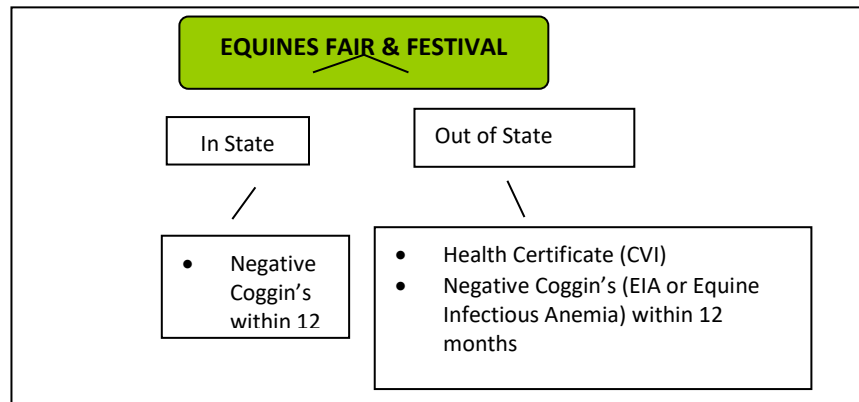 EQUINES FAIR & FESTIVAL
In State
Out of State
• Negative
Coggin’s
within 12
• Health Certificate (CVI)
• Negative Coggin’s (EIA or Equine
Infectious Anemia) within 12
months